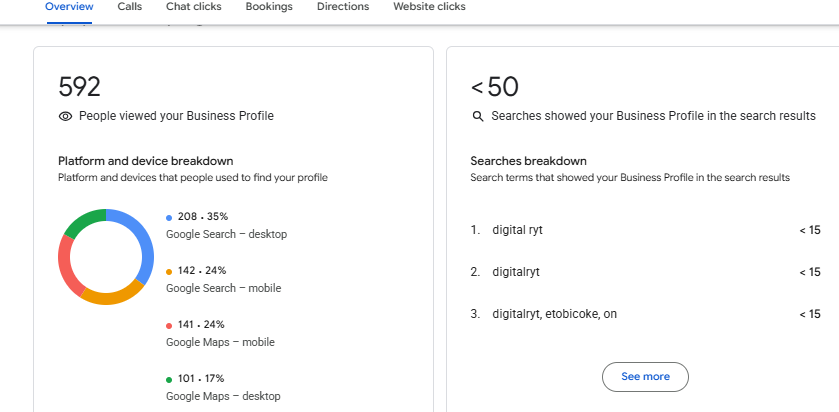 Overview Calls Chat clicks Bookings Directions Website clicks
592
People viewed your Business Profile
Platform and device breakdown
Platform and devices that people used to find your profile
208 • 35%
Google Search – desktop
142 • 24%
Google Search – mobile
141 • 24%
Google Maps – mobile
101 • 17%
Google Maps – desktop
<50
Searches showed your Business Profile in the search results
Searches breakdown
Search terms that showed your Business Profile in the search results
1. digital ryt < 15
2. digitalryt < 15
3. digitalryt, etobicoke, on < 15
See more